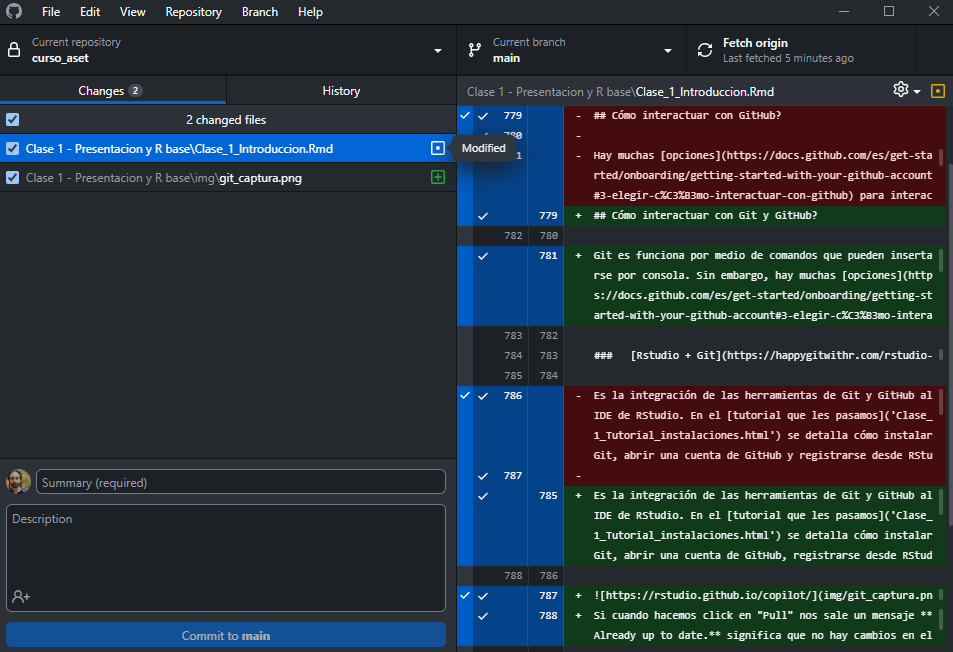 File Edit View Repository Branch Help
Current repository
curso_aset
Current branch
main
Fetch origin
Last fetched 5 minutes ago
Changes 2
History
2 changed files
Clase 1 - Presentacion y R base\Clase_1_Introduccion.Rmd
Modified
Clase 1 - Presentacion y R base\img\git_captura.png
Summary (required)
Description
Commit to main
Clase 1 - Presentacion y R base\Clase_1_Introduccion.Rmd
779 - ## Cómo interactuar con GitHub?
-
- Hay muchas [opciones](https://docs.github.com/es/get-sta
rted/onboarding/getting-started-with-your-github-account
#3-elegir-c%C3%B3mo-interactuar-con-github) para interac
779 + ## Cómo interactuar con Git y GitHub?
782 780
781 + Git es funciona por medio de comandos que pueden inserta
rse por consola. Sin embargo, hay muchas [opciones](http
s://docs.github.com/es/get-started/onboarding/getting-st
arted-with-your-github-account#3-elegir-c%C3%B3mo-intera
783 782
784 783 ### [Rstudio + Git](https://happygitwithr.com/rstudio-
785 784
786 - Es la integración de las herramientas de Git y GitHub al
IDE de RStudio. En el [tutorial que les pasamos]('Clase_
1_Tutorial_instalaciones.html') se detalla cómo instalar
Git, abrir una cuenta de GitHub y registrarse desde RStu
787 -
785 + Es la integración de las herramientas de Git y GitHub al
IDE de RStudio. En el [tutorial que les pasamos]('Clase_
1_Tutorial_instalaciones.html') se detalla cómo instalar
Git, abrir una cuenta de GitHub, registrarse desde RStud
788 786
787 + ![https://rstudio.github.io/copilot/](img/git_captura.pn
788 + Si cuando hacemos click en "Pull" nos sale un mensaje **
Already up to date.** significa que no hay cambios en el